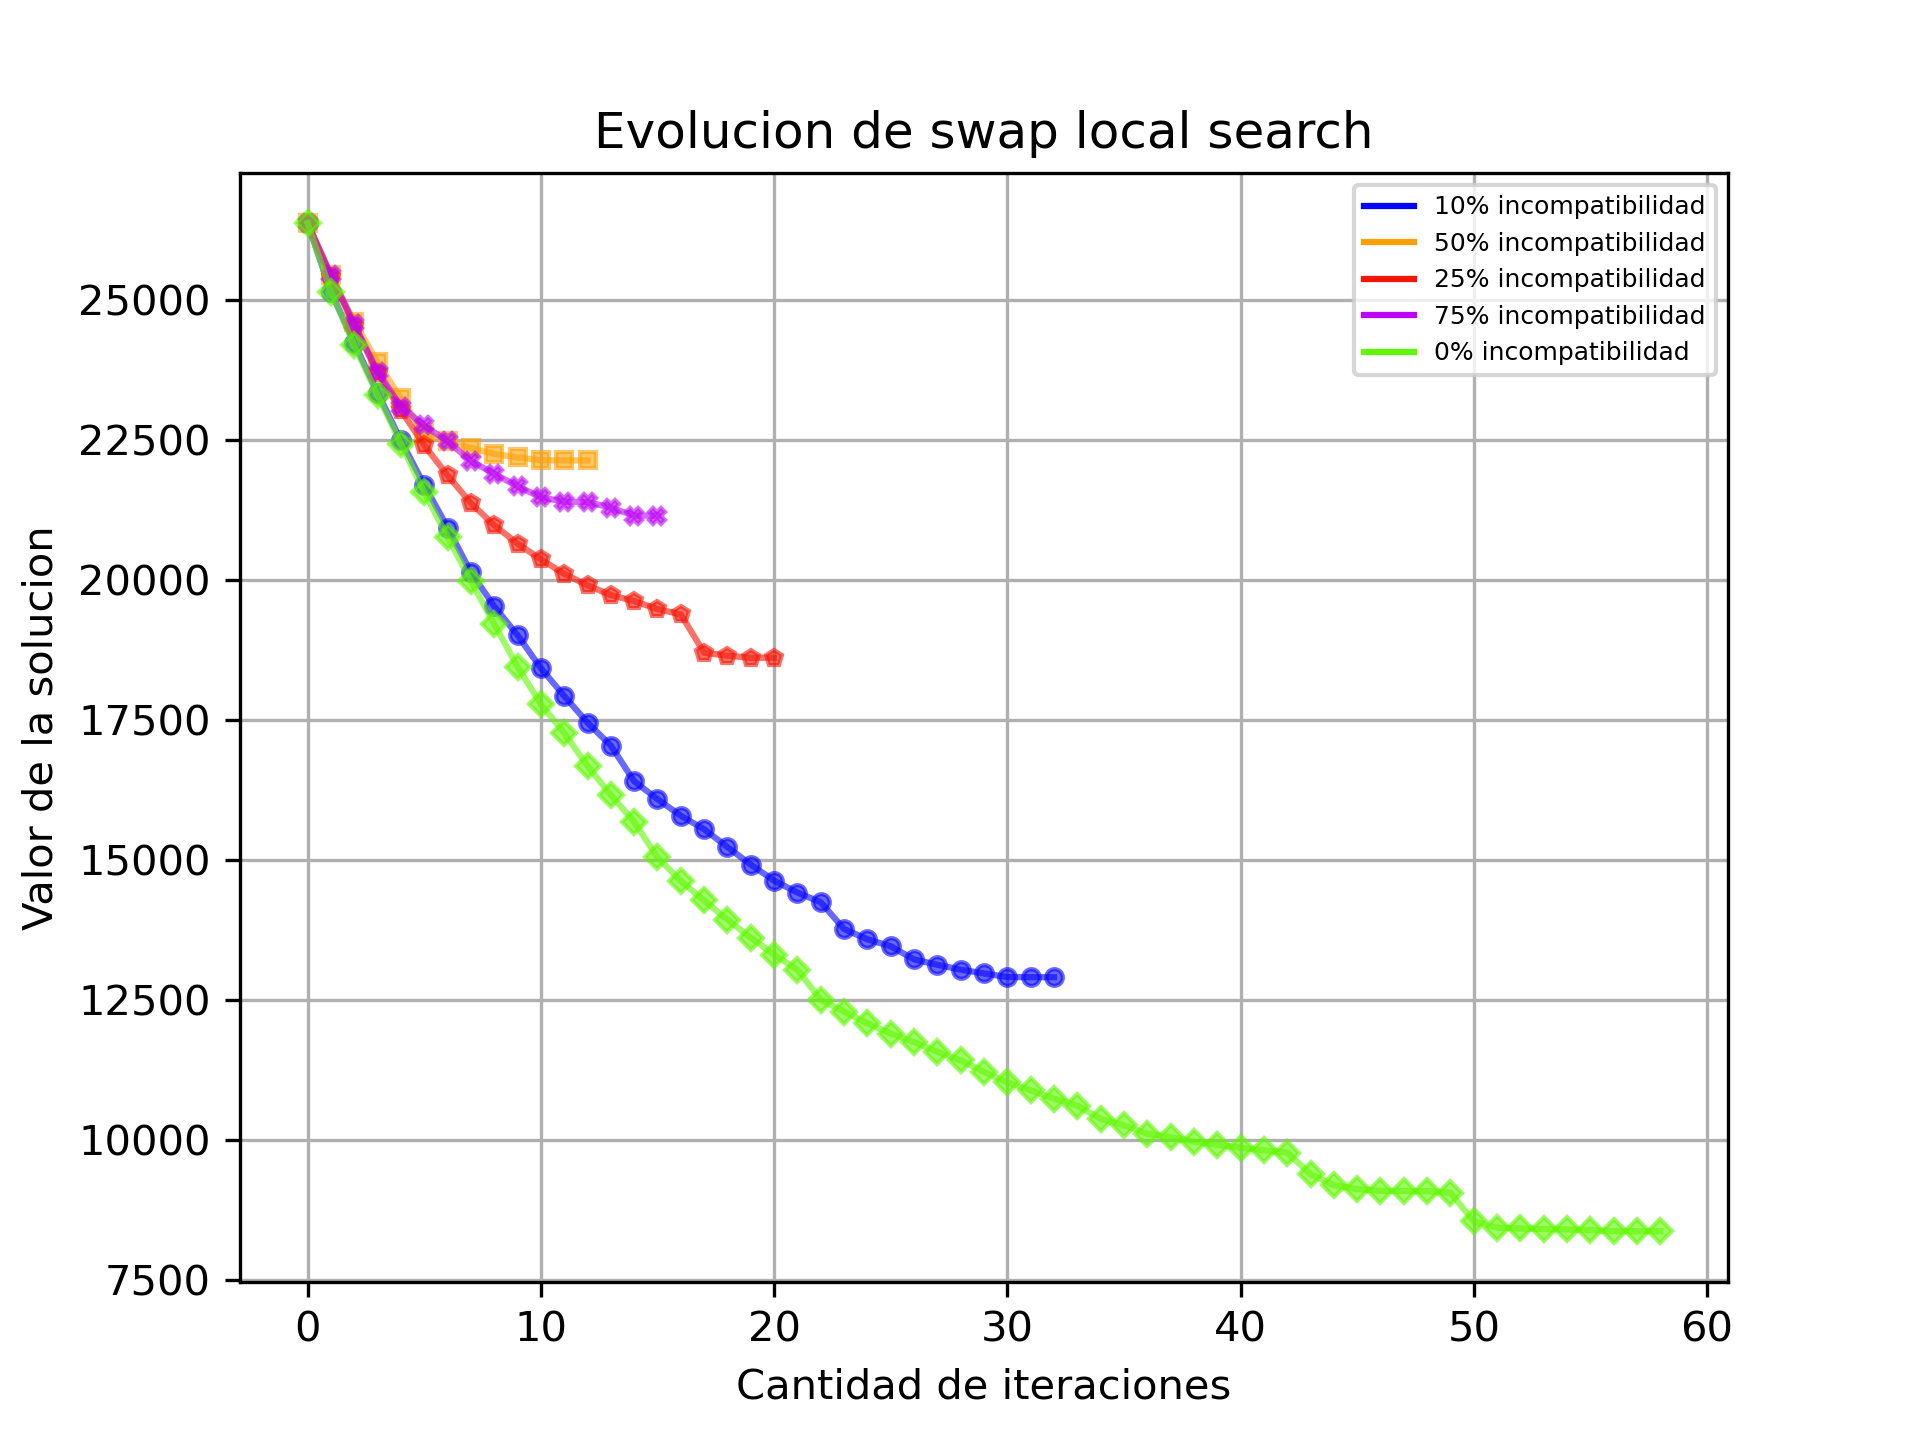 Evolucion de swap local search
10% incompatibilidad
50% incompatibilidad
25% incompatibilidad
75% incompatibilidad
0% incompatibilidad
Valor de la solucion
25000
22500
20000
17500
15000
12500
10000
7500
0 10 20 30 40 50 60
Cantidad de iteraciones